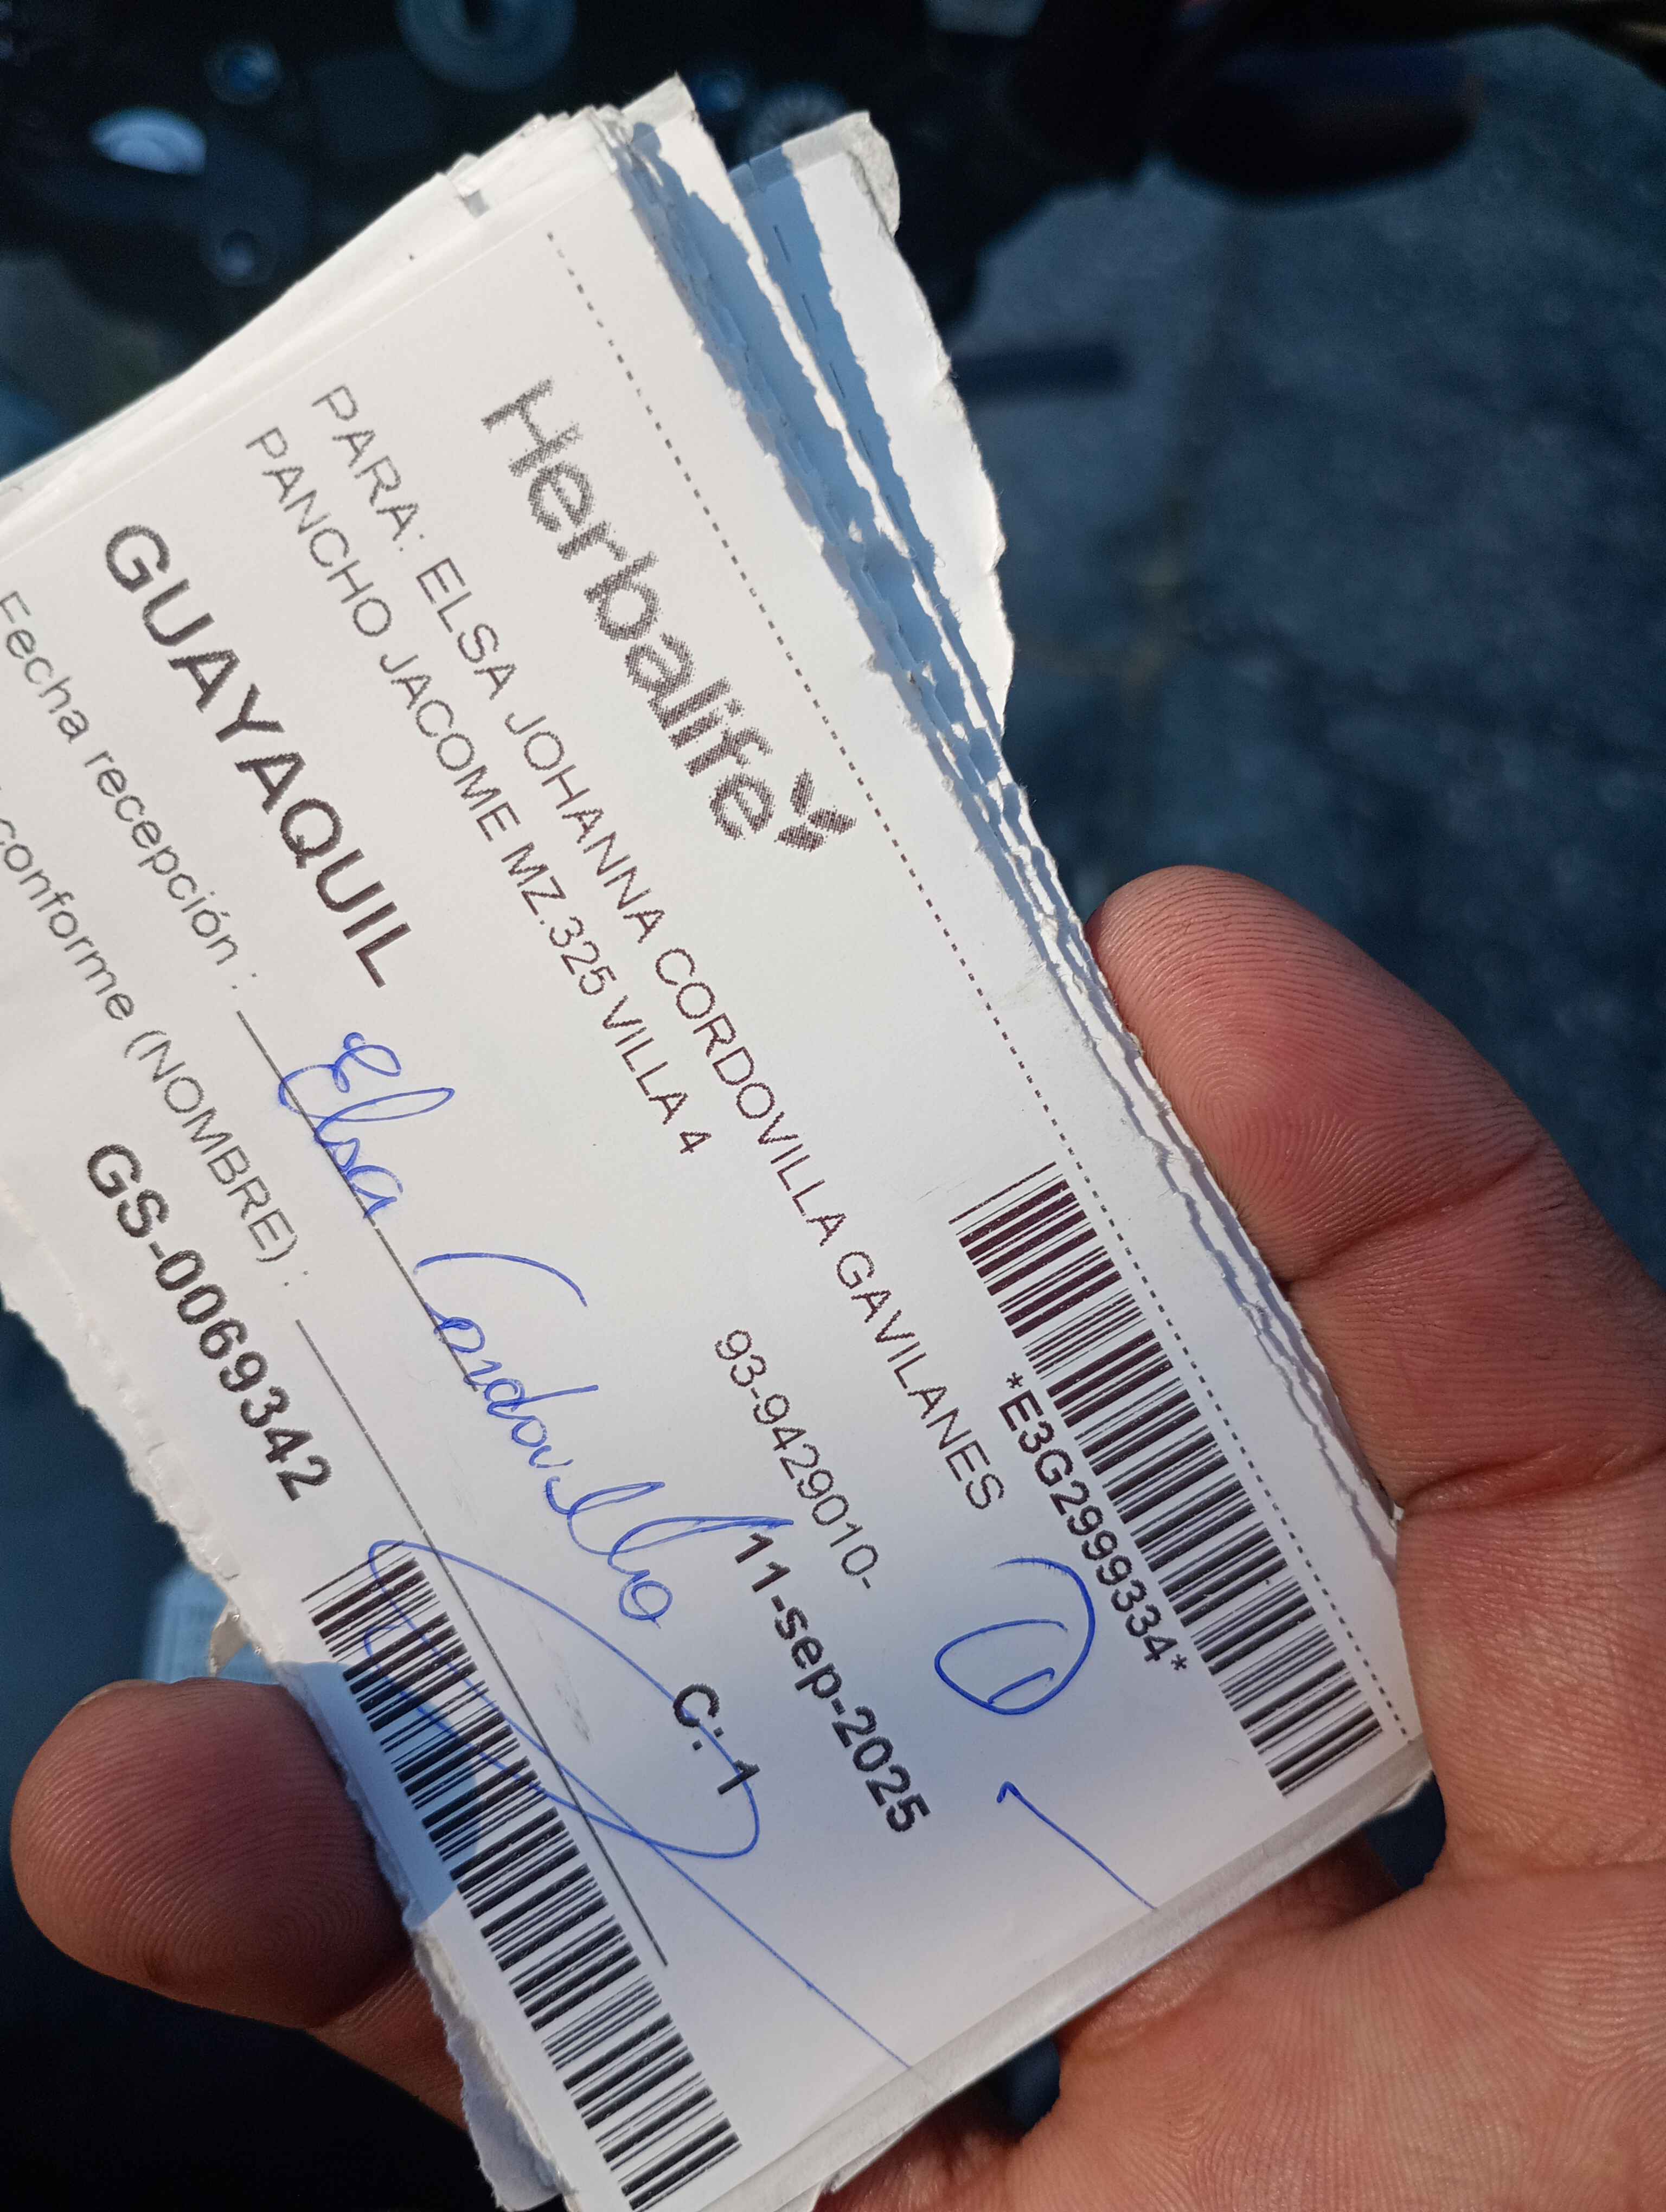 *E3G2999334*
Herbalife
PARA: ELSA JOHANNA CORDOVILLA GAVILANES
PANCHO JACOME MZ.325 VILLA 4
93-9429010-
GUAYAQUIL
11-sep-2025
Fecha recepción :
Elsa Cordovilla
C: 1
conforme (NOMBRE) :
GS-0069342